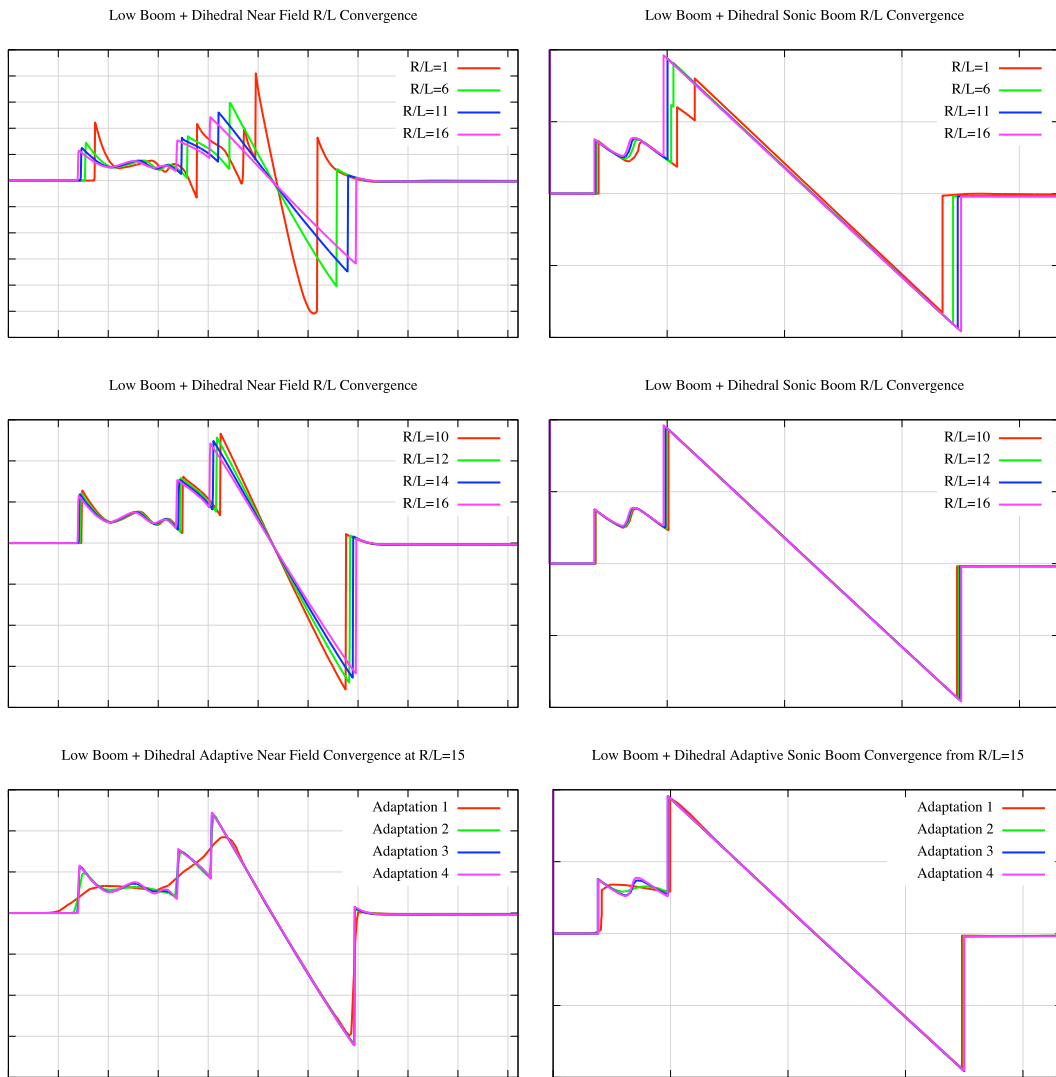 Low Boom + Dihedral Near Field R/L Convergence
R/L=1
R/L=6
R/L=11
R/L=16
Low Boom + Dihedral Sonic Boom R/L Convergence
R/L=1
R/L=6
R/L=11
R/L=16
Low Boom + Dihedral Near Field R/L Convergence
R/L=10
R/L=12
R/L=14
R/L=16
Low Boom + Dihedral Sonic Boom R/L Convergence
R/L=10
R/L=12
R/L=14
R/L=16
Low Boom + Dihedral Adaptive Near Field Convergence at R/L=15
Adaptation 1
Adaptation 2
Adaptation 3
Adaptation 4
Low Boom + Dihedral Adaptive Sonic Boom Convergence from R/L=15
Adaptation 1
Adaptation 2
Adaptation 3
Adaptation 4